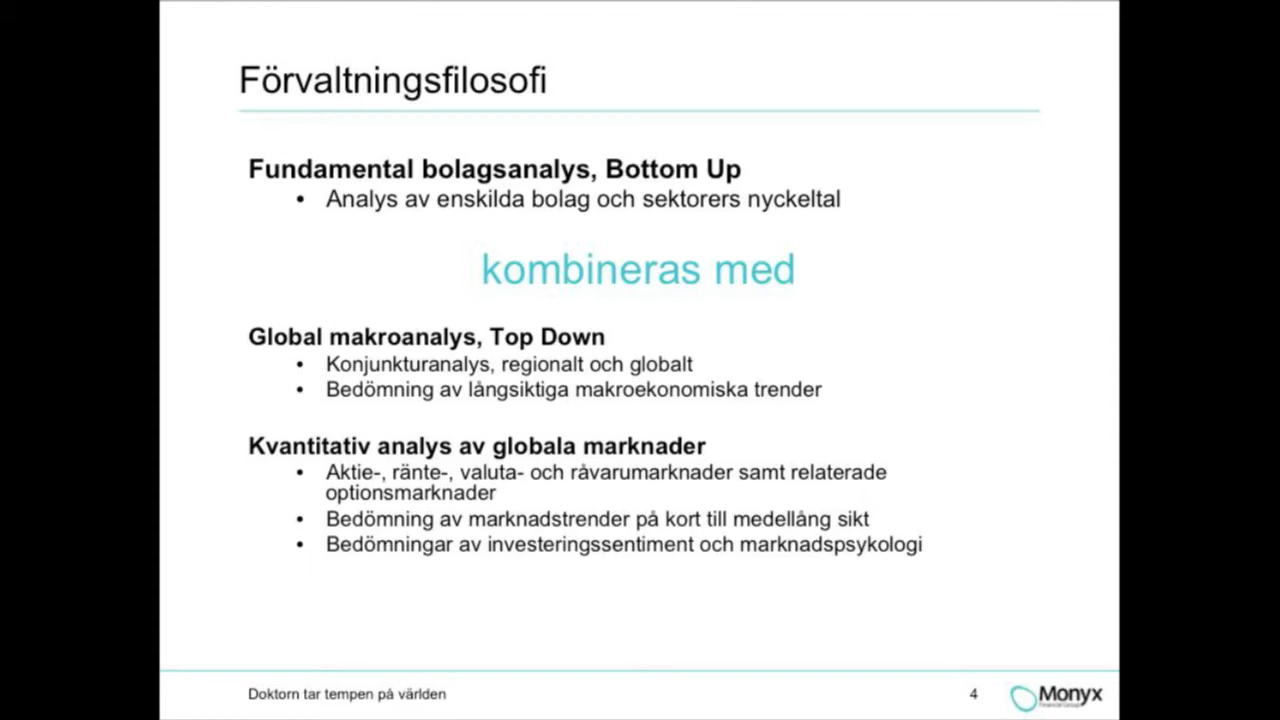 Förvaltningsfilosofi
Fundamental bolagsanalys, Bottom Up
• Analys av enskilda bolag och sektorers nyckeltal
kombineras med
Global makroanalys, Top Down
• Konjunkturanalys, regionalt och globalt
• Bedömning av långsiktiga makroekonomiska trender
Kvantitativ analys av globala marknader
• Aktie-, ränte-, valuta- och råvarumarknader samt relaterade
optionsmarknader
• Bedömning av marknadstrender på kort till medellång sikt
• Bedömningar av investeringssentiment och marknadspsykologi
Doktorn tar tempen på världen
4
Monyx
Financial Group